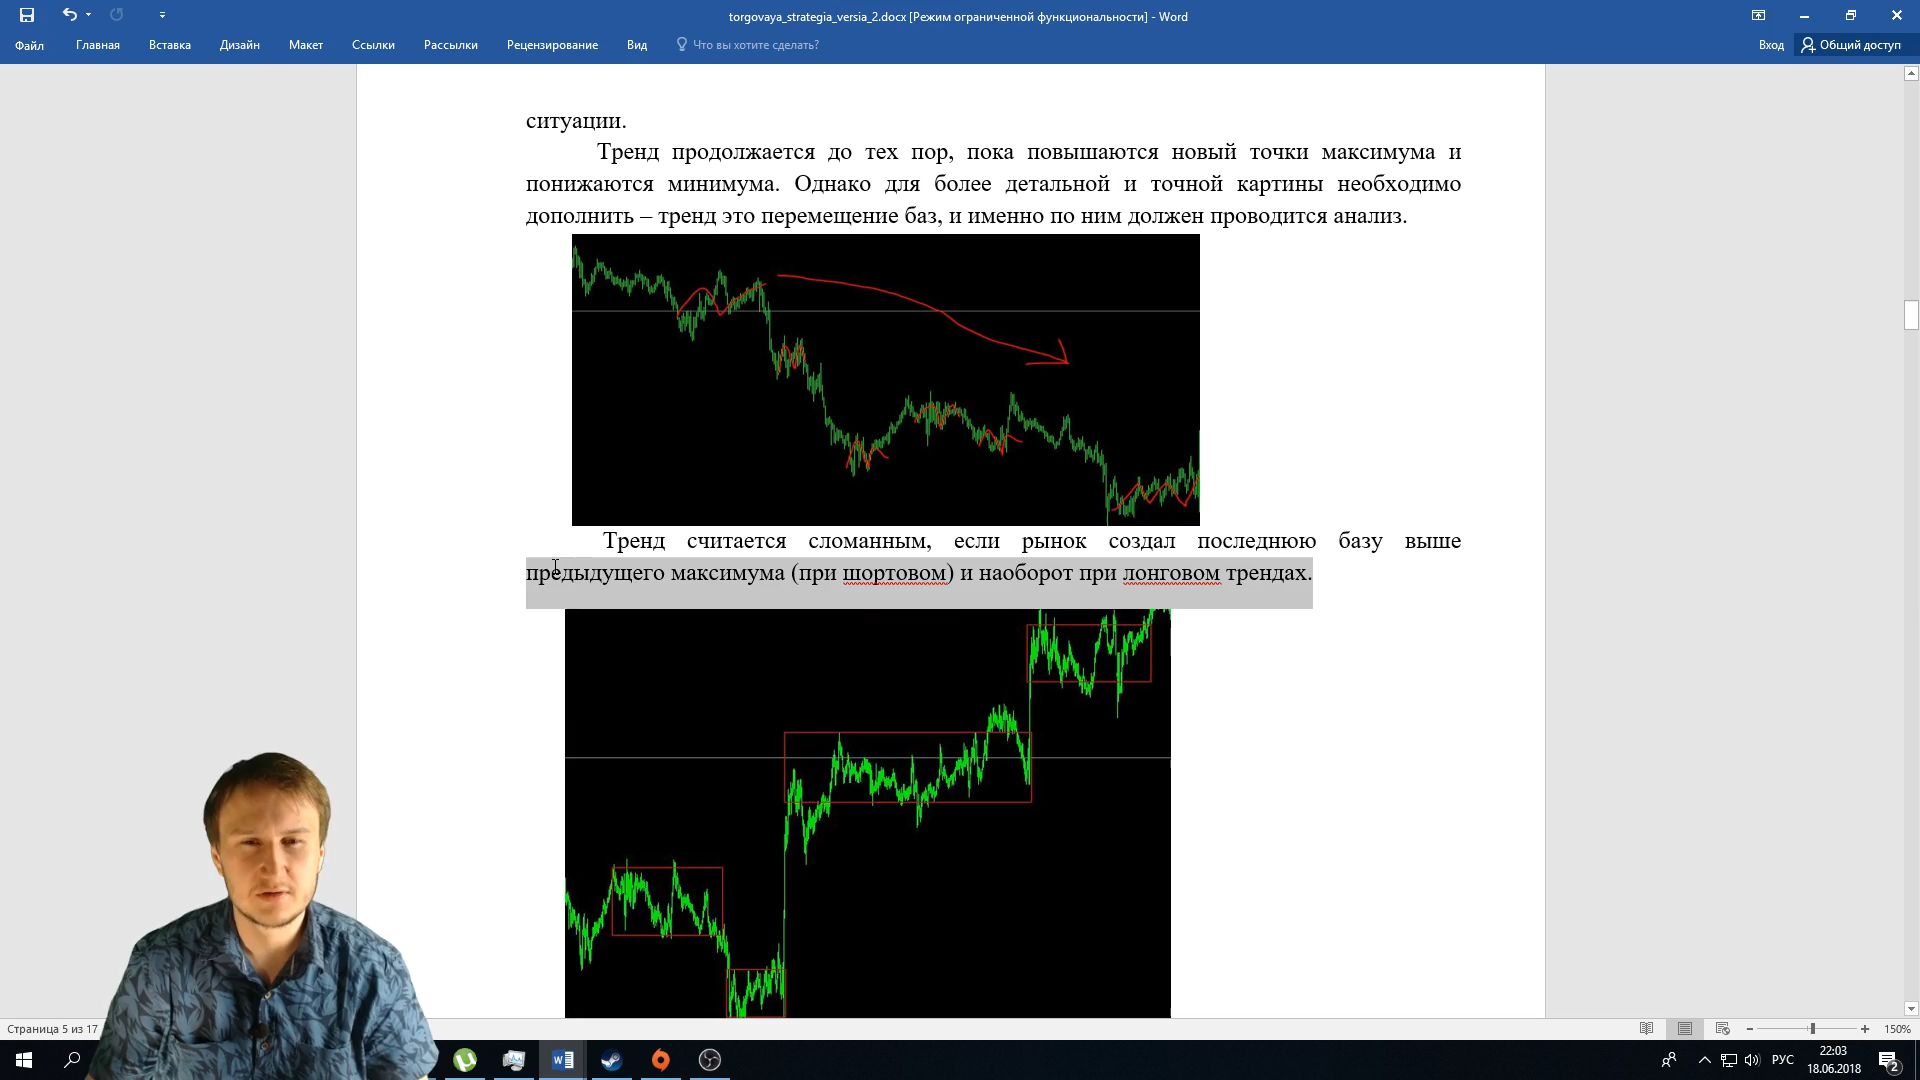 torgovaya_strategia_versia_2.docx [Режим ограниченной функциональности] - Word
Файл Главная Вставка Дизайн Макет Ссылки Рассылки Рецензирование Вид Что вы хотите сделать? Вход Общий доступ
ситуации.
Тренд продолжается до тех пор, пока повышаются новый точки максимума и
понижаются минимума. Однако для более детальной и точной картины необходимо
дополнить – тренд это перемещение баз, и именно по ним должен проводится анализ.
Тренд считается сломанным, если рынок создал последнюю базу выше
предыдущего максимума (при шортовом) и наоборот при лонговом трендах.
Страница 5 из 17
150%
РУС
22:03
18.06.2018
2